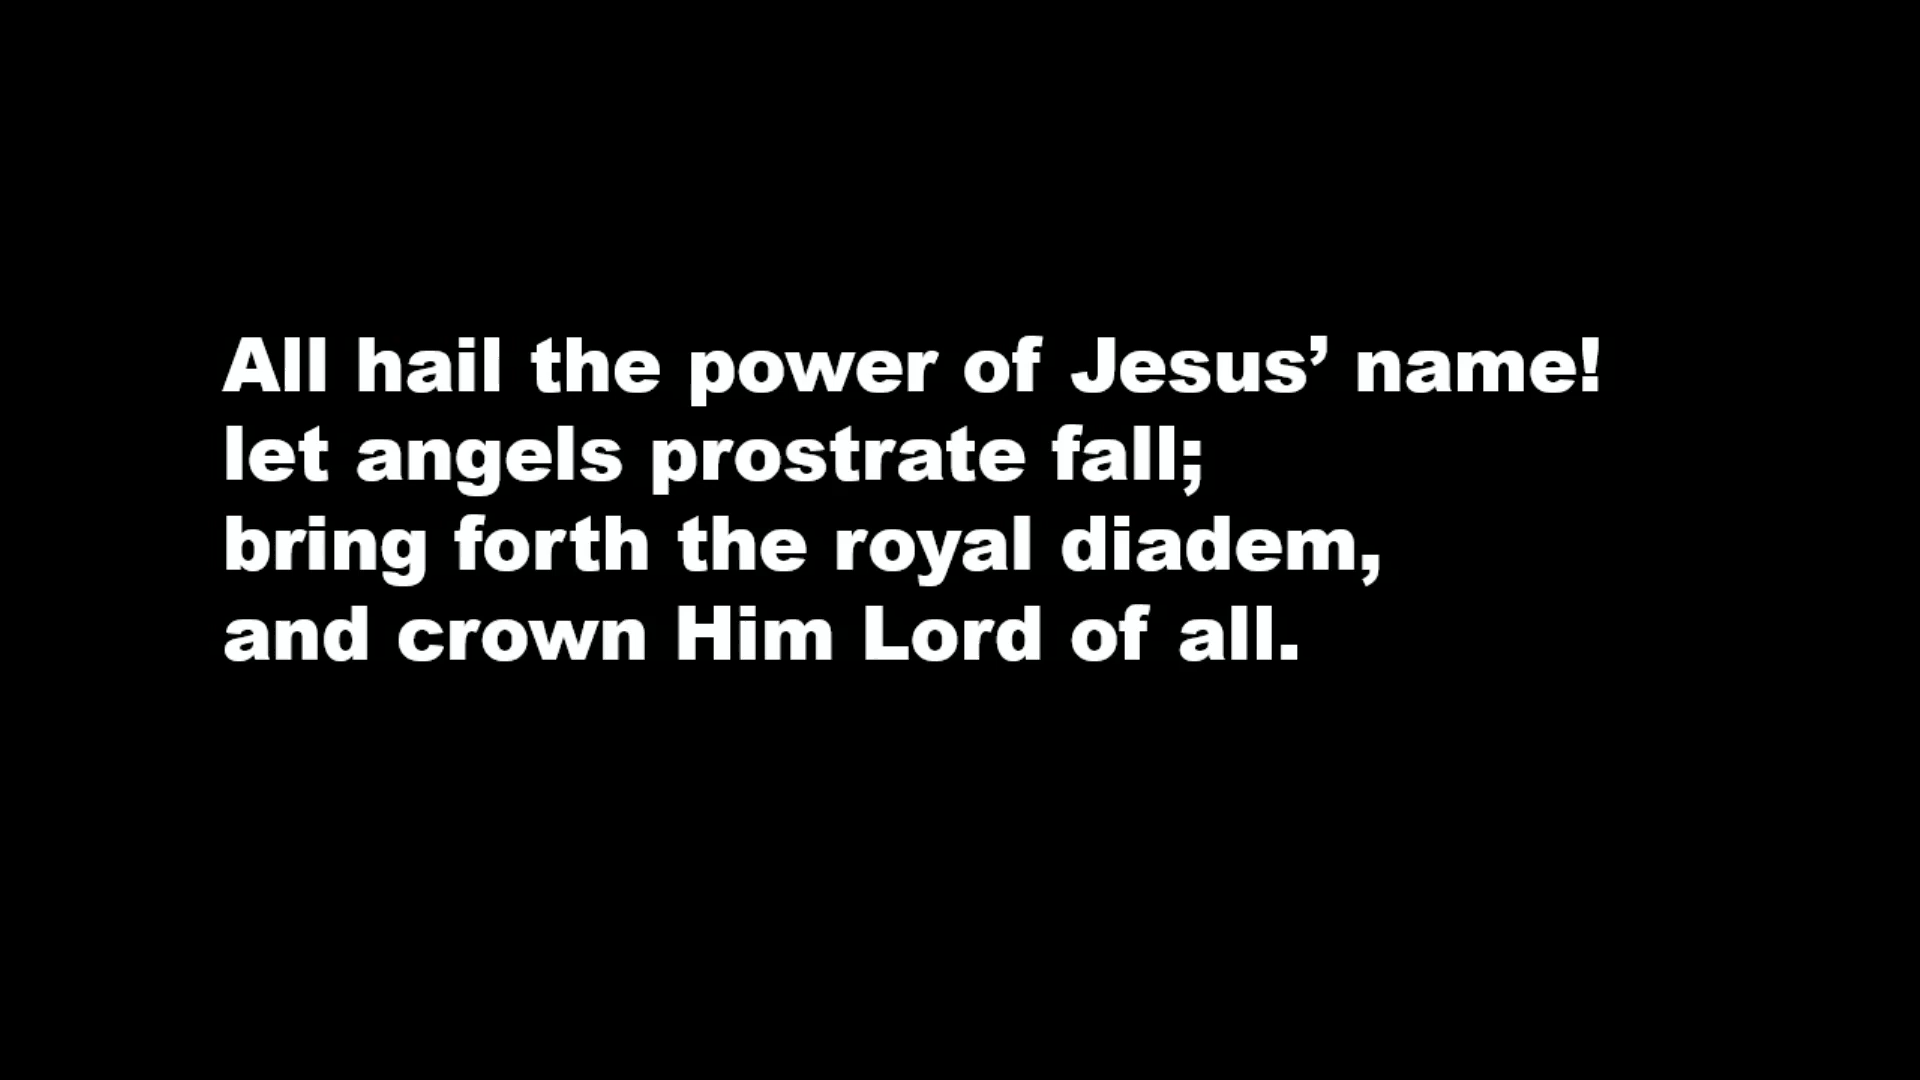 All hail the power of Jesus’ name!
let angels prostrate fall;
bring forth the royal diadem,
and crown Him Lord of all.